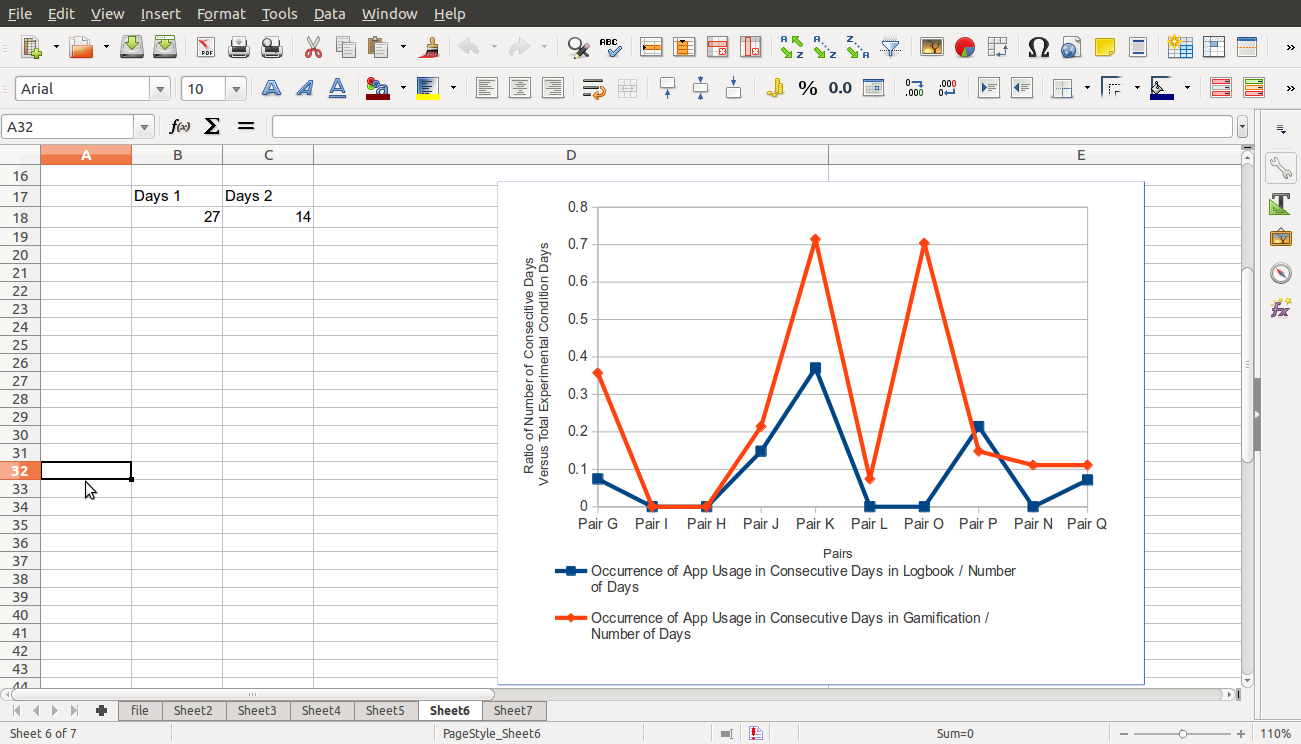 File Edit View Insert Format Tools Data Window Help
Arial 10
A32
A B C D E
16
17 Days 1 Days 2
18 27 14
19
20
21
22
23
24
25
26
27
28
29
30
31
32
33
34
35
36
37
38
39
40
41
42
43
44
Ratio of Number of Consecitive Days
Versus Total Experimental Condition Days
0.8
0.7
0.6
0.5
0.4
0.3
0.2
0.1
0
Pair G Pair I Pair H Pair J Pair K Pair L Pair O Pair P Pair N Pair Q
Pairs
Occurrence of App Usage in Consecutive Days in Logbook / Number
of Days
Occurrence of App Usage in Consecutive Days in Gamification /
Number of Days
file Sheet2 Sheet3 Sheet4 Sheet5 Sheet6 Sheet7
Sheet 6 of 7 PageStyle_Sheet6 Sum=0 110%